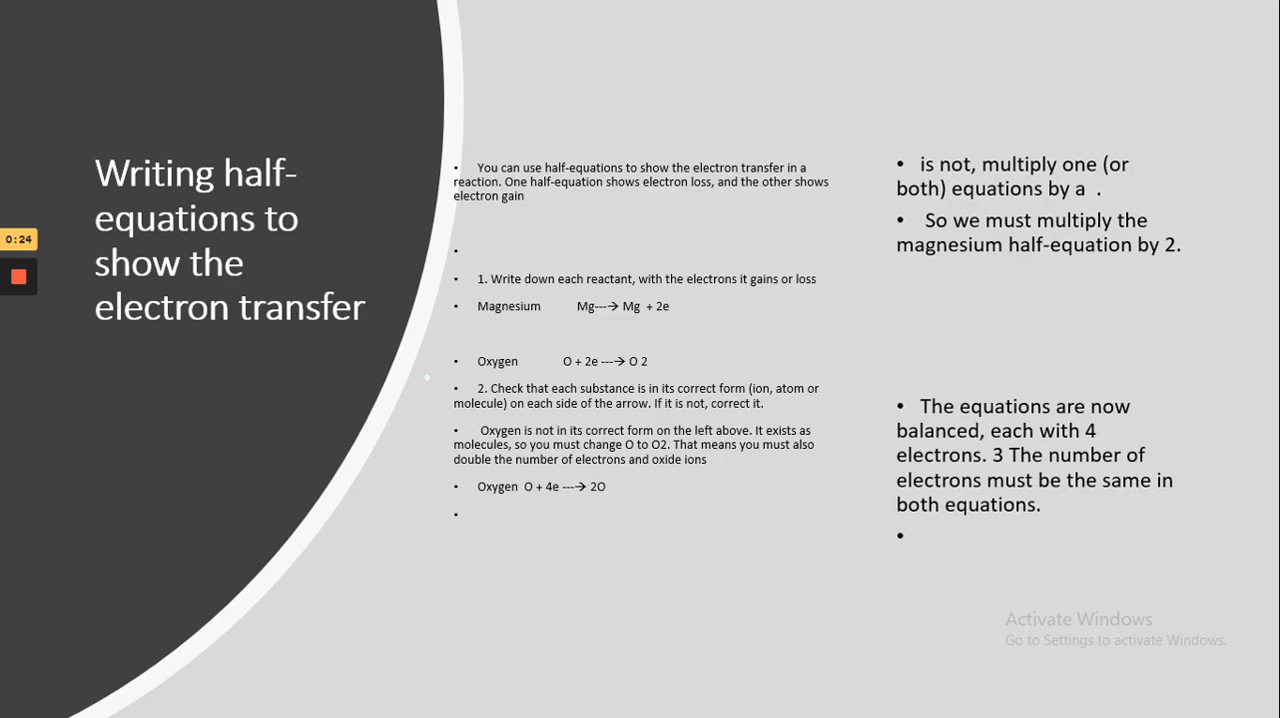 Writing half-
equations to
show the
electron transfer
0:24
• You can use half-equations to show the electron transfer in a
reaction. One half-equation shows electron loss, and the other shows
electron gain
•
• 1. Write down each reactant, with the electrons it gains or loss
• Magnesium Mg---→ Mg + 2e
• Oxygen O + 2e ---→ O 2
• 2. Check that each substance is in its correct form (ion, atom or
molecule) on each side of the arrow. If it is not, correct it.
• Oxygen is not in its correct form on the left above. It exists as
molecules, so you must change O to O2. That means you must also
double the number of electrons and oxide ions
• Oxygen O + 4e ---→ 2O
•
• is not, multiply one (or
both) equations by a .
• So we must multiply the
magnesium half-equation by 2.
• The equations are now
balanced, each with 4
electrons. 3 The number of
electrons must be the same in
both equations.
•
Activate Windows
Go to Settings to activate Windows.